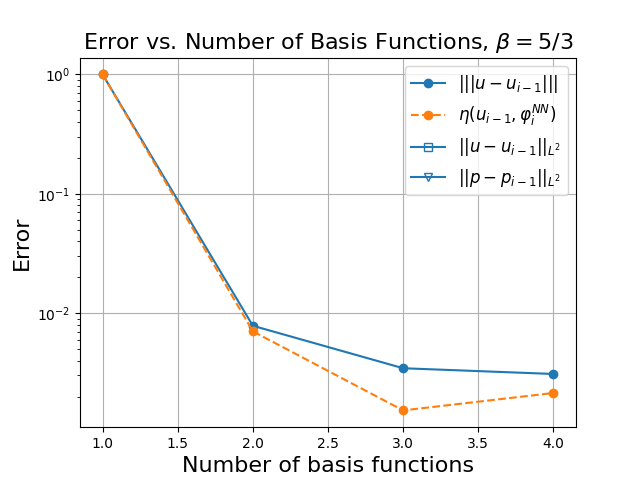 Error vs. Number of Basis Functions, β = 5/3
|||u − u_{i−1}|||
η(u_{i−1}, φ_i^{NN})
||u − u_{i−1}||_{L²}
||p − p_{i−1}||_{L²}
Error
10⁰
10⁻¹
10⁻²
1.0 1.5 2.0 2.5 3.0 3.5 4.0
Number of basis functions